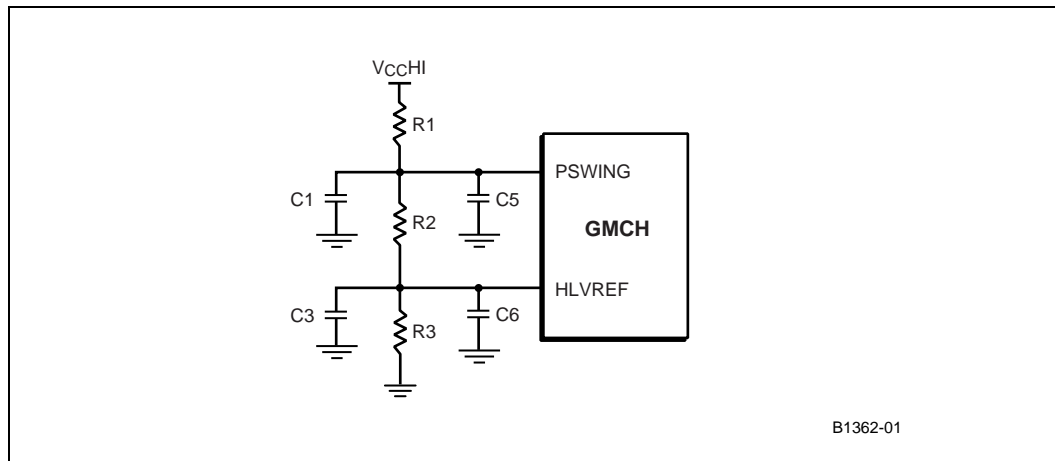 VCCHI
R1
PSWING
C1
C5
R2
GMCH
HLVREF
C3
C6
R3
B1362-01